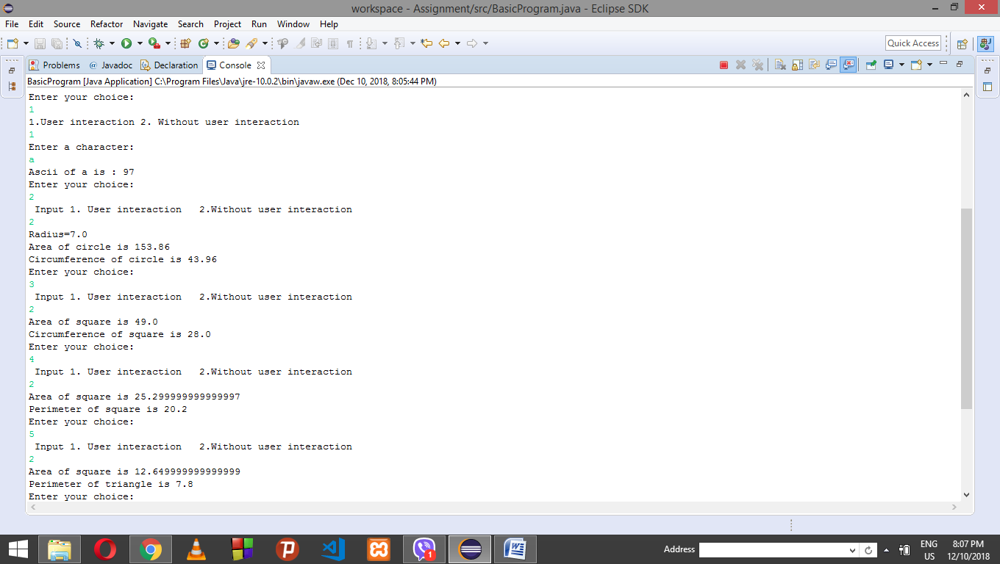 workspace - Assignment/src/BasicProgram.java - Eclipse SDK
File Edit Source Refactor Navigate Search Project Run Window Help
Quick Access
Problems @ Javadoc Declaration Console
BasicProgram [Java Application] C:\Program Files\Java\jre-10.0.2\bin\javaw.exe (Dec 10, 2018, 8:05:44 PM)
Enter your choice:
1
1.User interaction 2. Without user interaction
1
Enter a character:
a
Ascii of a is : 97
Enter your choice:
2
 Input 1. User interaction   2.Without user interaction
2
Radius=7.0
Area of circle is 153.86
Circumference of circle is 43.96
Enter your choice:
3
 Input 1. User interaction   2.Without user interaction
2
Area of square is 49.0
Circumference of square is 28.0
Enter your choice:
4
 Input 1. User interaction   2.Without user interaction
2
Area of square is 25.299999999999997
Perimeter of square is 20.2
Enter your choice:
5
 Input 1. User interaction   2.Without user interaction
2
Area of square is 12.649999999999999
Perimeter of triangle is 7.8
Enter your choice:
Address
1
ENG
US
8:07 PM
12/10/2018